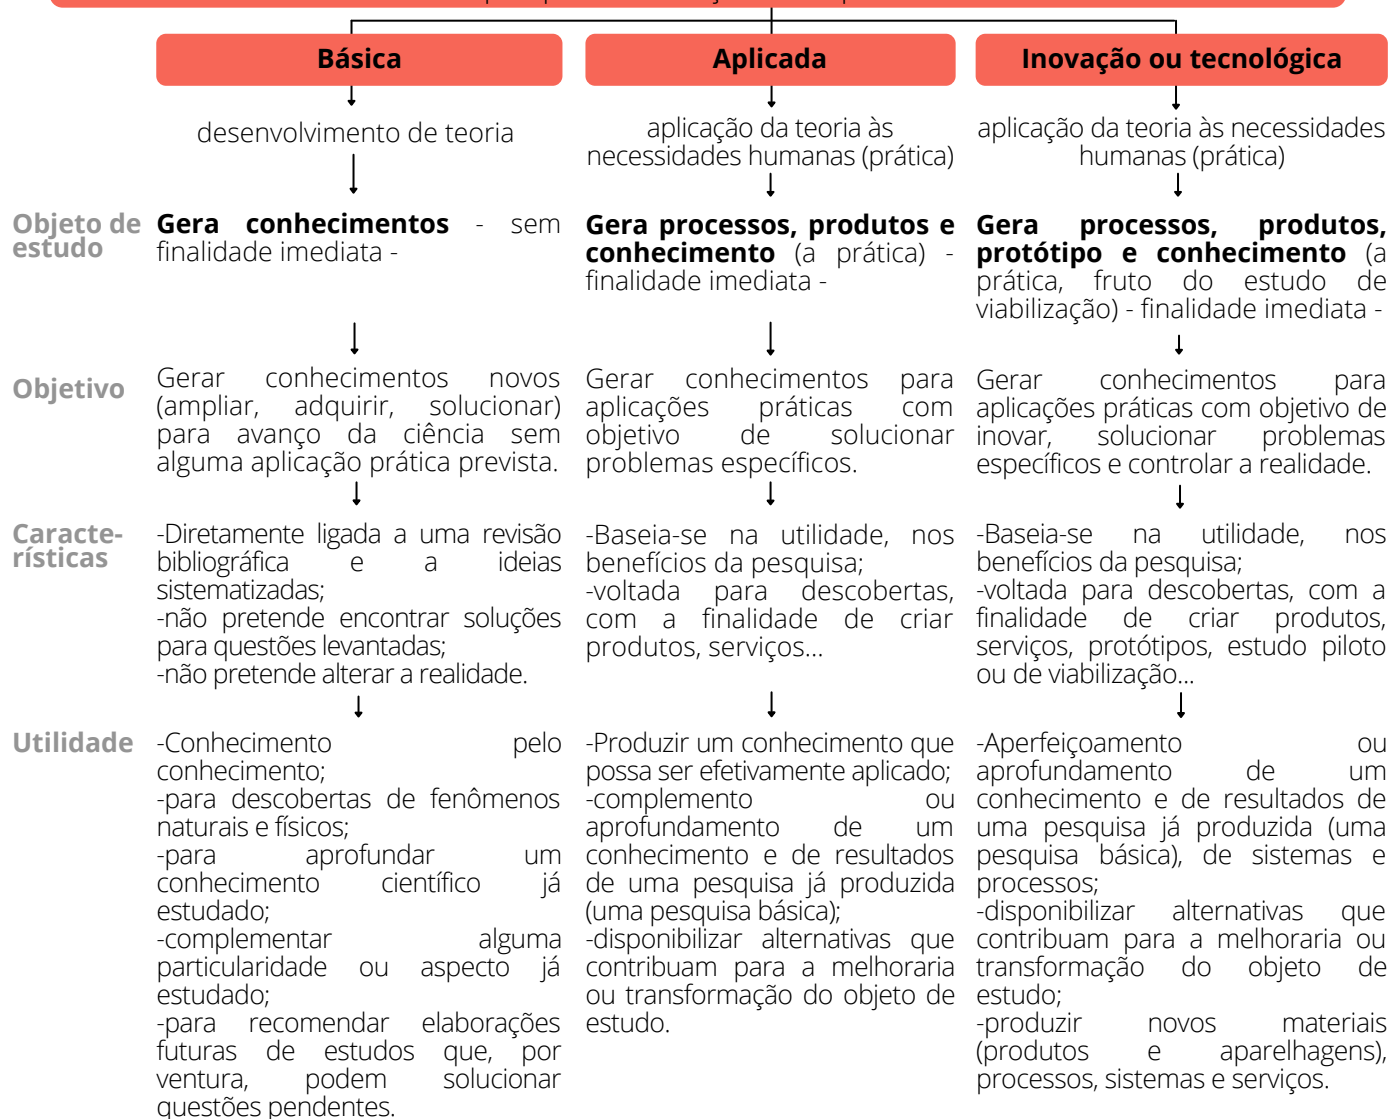 Básica
desenvolvimento de teoria
Aplicada
aplicação da teoria às
necessidades humanas (prática)
Inovação ou tecnológica
aplicação da teoria às necessidades
humanas (prática)
Objeto de
estudo
Gera conhecimentos - sem
finalidade imediata -
Gera processos, produtos e
conhecimento (a prática) -
finalidade imediata -
Gera processos, produtos,
protótipo e conhecimento (a
prática, fruto do estudo de
viabilização) - finalidade imediata -
Objetivo
Gerar conhecimentos novos
(ampliar, adquirir, solucionar)
para avanço da ciência sem
alguma aplicação prática prevista.
Gerar conhecimentos para
aplicações práticas com
objetivo de solucionar
problemas específicos.
Gerar conhecimentos para
aplicações práticas com objetivo de
inovar, solucionar problemas
específicos e controlar a realidade.
Caracte-
rísticas
-Diretamente ligada a uma revisão
bibliográfica e a ideias
sistematizadas;
-não pretende encontrar soluções
para questões levantadas;
-não pretende alterar a realidade.
-Baseia-se na utilidade, nos
benefícios da pesquisa;
-voltada para descobertas,
com a finalidade de criar
produtos, serviços...
-Baseia-se na utilidade, nos
benefícios da pesquisa;
-voltada para descobertas, com a
finalidade de criar produtos,
serviços, protótipos, estudo piloto
ou de viabilização...
Utilidade
-Conhecimento pelo
conhecimento;
-para descobertas de fenômenos
naturais e físicos;
-para aprofundar um
conhecimento científico já
estudado;
-complementar alguma
particularidade ou aspecto já
estudado;
-para recomendar elaborações
futuras de estudos que, por
ventura, podem solucionar
questões pendentes.
-Produzir um conhecimento que
possa ser efetivamente aplicado;
-complemento ou
aprofundamento de um
conhecimento e de resultados
de uma pesquisa já produzida
(uma pesquisa básica);
-disponibilizar alternativas que
contribuam para a melhoraria
ou transformação do objeto de
estudo.
-Aperfeiçoamento ou
aprofundamento de um
conhecimento e de resultados de
uma pesquisa já produzida (uma
pesquisa básica), de sistemas e
processos;
-disponibilizar alternativas que
contribuam para a melhoraria ou
transformação do objeto de
estudo;
-produzir novos materiais
(produtos e aparelhagens),
processos, sistemas e serviços.